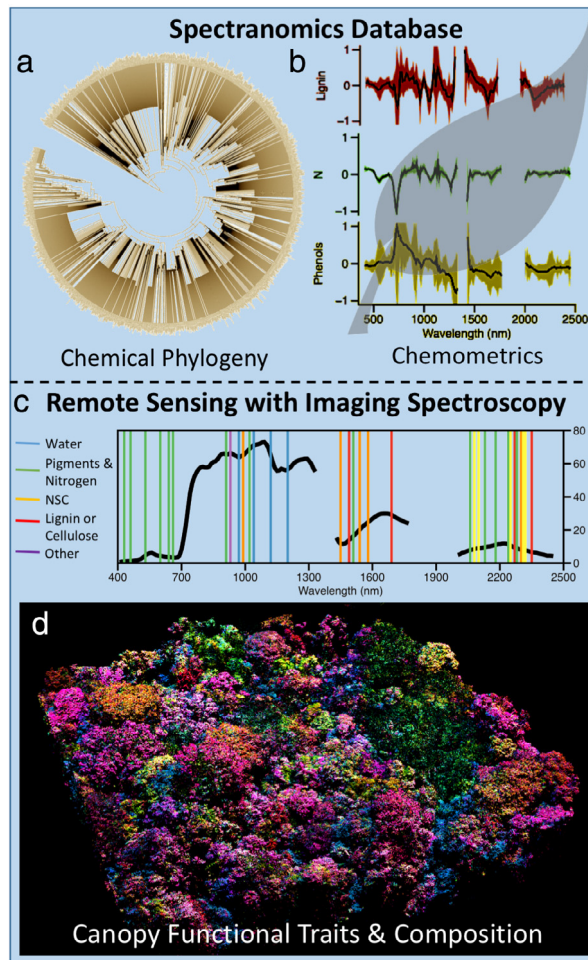 Spectranomics Database
a
Chemical Phylogeny
b
1
0
−1
Lignin
1
0
−1
N
1
0
−1
Phenols
500 1000 1500 2000 2500
Wavelength (nm)
Chemometrics
c Remote Sensing with Imaging Spectroscopy
Water
Pigments &
Nitrogen
NSC
Lignin or
Cellulose
Other
80
60
40
20
0
400 700 1000 1300 1600 1900 2200 2500
Wavelength (nm)
d
Canopy Functional Traits & Composition